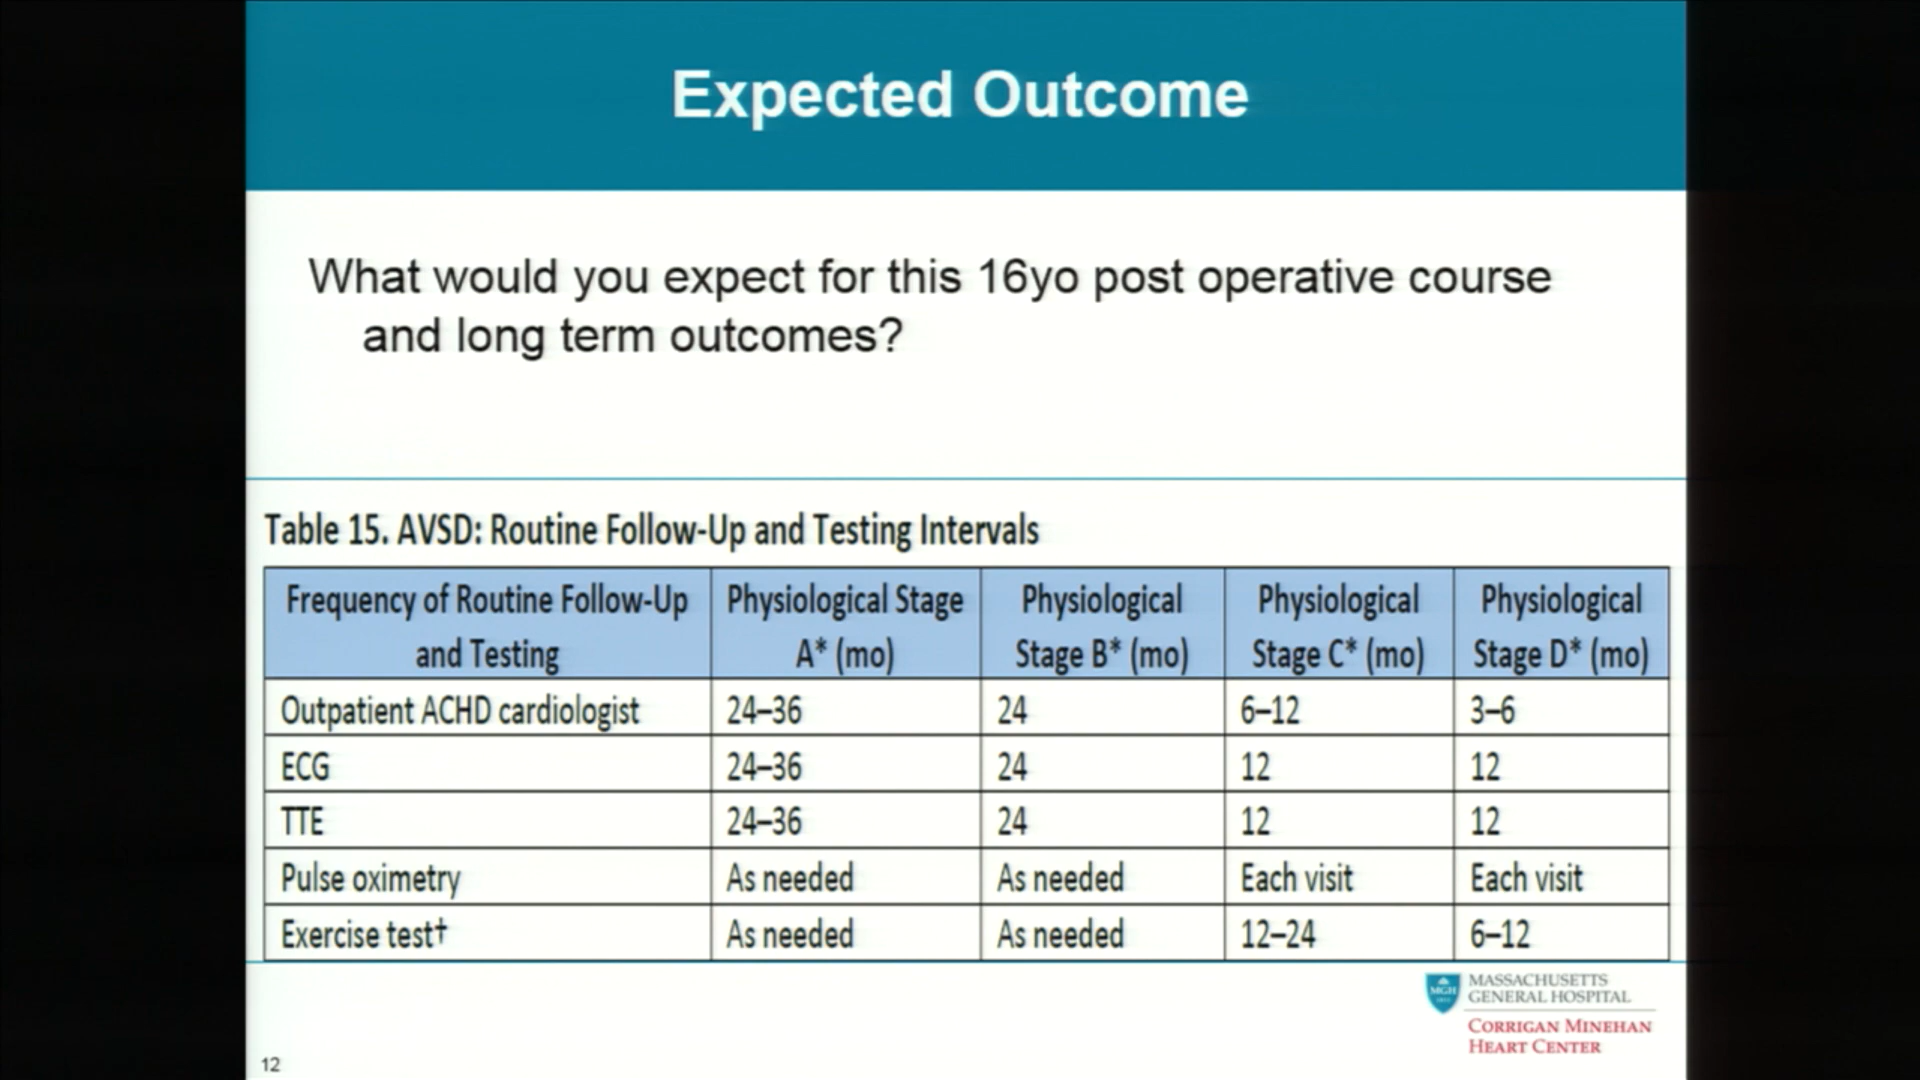 Expected Outcome
What would you expect for this 16yo post operative course
and long term outcomes?
Table 15. AVSD: Routine Follow-Up and Testing Intervals
Frequency of Routine Follow-Up and Testing Physiological Stage A* (mo) Physiological Stage B* (mo) Physiological Stage C* (mo) Physiological Stage D* (mo)
Outpatient ACHD cardiologist 24–36 24 6–12 3–6
ECG 24–36 24 12 12
TTE 24–36 24 12 12
Pulse oximetry As needed As needed Each visit Each visit
Exercise test† As needed As needed 12–24 6–12
MGH
MASSACHUSETTS
GENERAL HOSPITAL
CORRIGAN MINEHAN
HEART CENTER
12